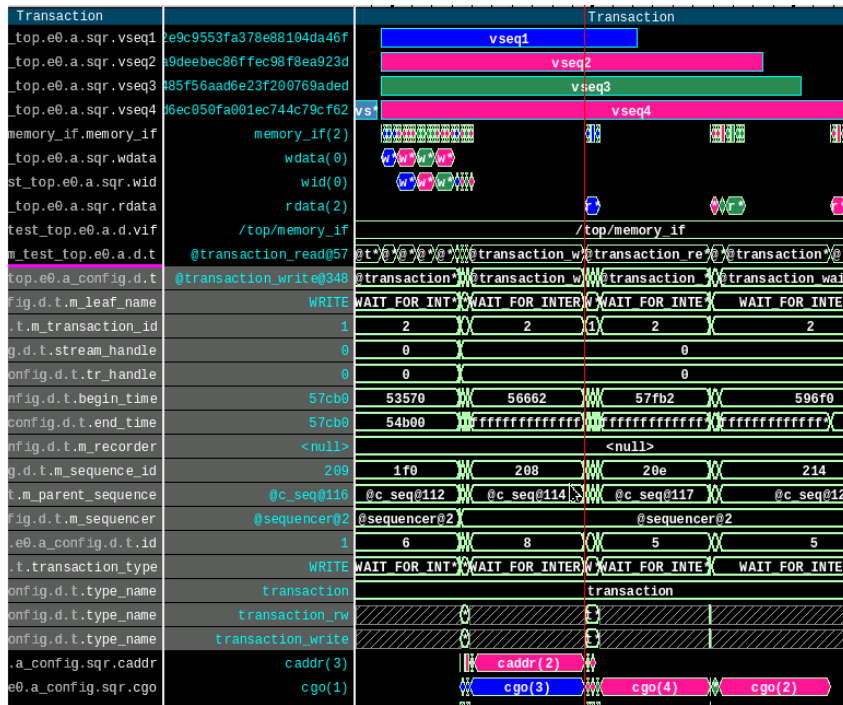 Transaction Transaction
_top.e0.a.sqr.vseq1 2e9c9553fa378e88104da46f vseq1
_top.e0.a.sqr.vseq2 a9deebec86ffec98f8ea923d vseq2
_top.e0.a.sqr.vseq3 485f56aad6e23f200769aded vseq3
_top.e0.a.sqr.vseq4 d6ec050fa001ec744c79cf62 vs* vseq4
memory_if.memory_if memory_if(2)
_top.e0.a.sqr.wdata wdata(0) w* w* w* w*
st_top.e0.a.sqr.wid wid(0) w* w* w*
_top.e0.a.sqr.rdata rdata(2) r* * r*
test_top.e0.a.d.vif /top/memory_if /top/memory_if
m_test_top.e0.a.d.t @transaction_read@57 @t* @* @* @* @* @transaction_w* @transaction_re* @* @transaction* @
top.e0.a_config.d.t @transaction_write@348 @transaction* @transaction_w @transaction_* @transaction_wai
fig.d.t.m_leaf_name WRITE WAIT_FOR_INT* * WAIT_FOR_INTER W* WAIT_FOR_INTE* WAIT_FOR_INTE
.t.m_transaction_id 1 2 2 1 2 2
g.d.t.stream_handle 0 0 0
onfig.d.t.tr_handle 0 0 0
nfig.d.t.begin_time 57cb0 53570 56662 57fb2 596f0
config.d.t.end_time 57cb0 54b00 fffffffffffff fffffffffffff* fffffffffffff*
nfig.d.t.m_recorder <null> <null>
g.d.t.m_sequence_id 209 1f0 208 20e 214
t.m_parent_sequence @c_seq@116 @c_seq@112 @c_seq@114 @c_seq@117 @c_seq@12
fig.d.t.m_sequencer @sequencer@2 @sequencer@2 @sequencer@2
.e0.a_config.d.t.id 1 6 8 5 5
.t.transaction_type WRITE WAIT_FOR_INT* * WAIT_FOR_INTER W* WAIT_FOR_INTE* WAIT_FOR_INTE
onfig.d.t.type_name transaction transaction
onfig.d.t.type_name transaction_rw * t*
onfig.d.t.type_name transaction_write * t*
.a_config.sqr.caddr caddr(3) caddr(2)
e0.a_config.sqr.cgo cgo(1) cgo(3) cgo(4) cgo(2)